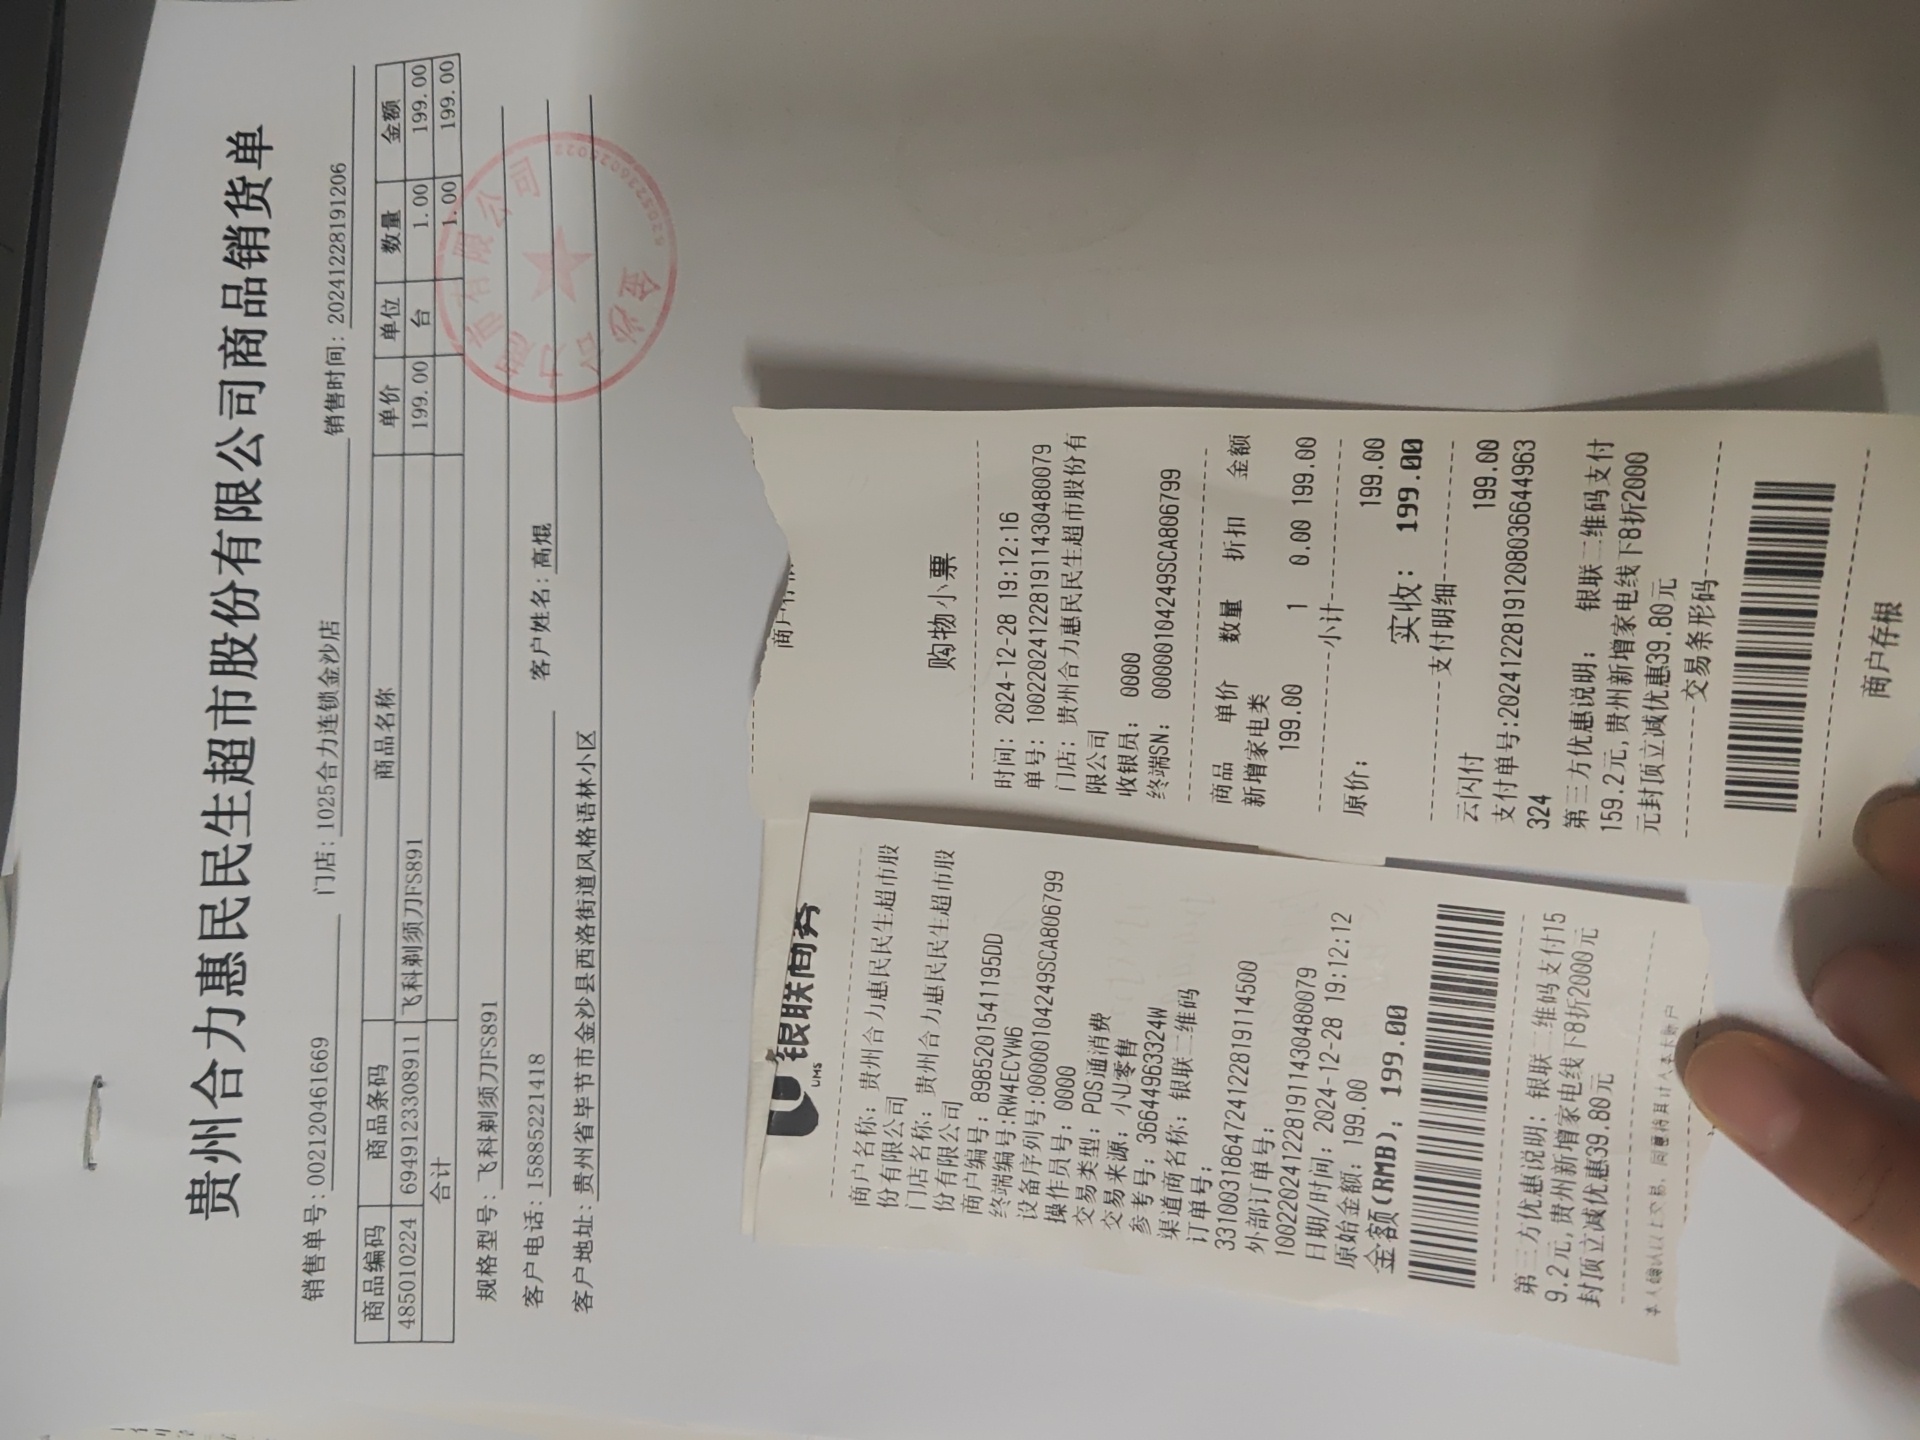 贵州合力惠民民生超市股份有限公司商品销货单
销售单号: 00212046​1669 门店: 1025合力连锁金沙店 销售时间: 20241228191206
商品编码 商品条码 商品名称 单价 单位 数量 金额
485010224 6949123308911 飞科剃须刀FS891 199.00 台 1.00 199.00
合计 1.00 199.00
规格型号: 飞科剃须刀FS891
客户电话: 15885221418 客户姓名: 高焜
客户地址: 贵州省毕节市金沙县西洛街道风格语林小区
银联商务
UMS
商户名称: 贵州合力惠民民生超市股
份有限公司
门店名称: 贵州合力惠民民生超市股
份有限公司
商户编号: 89852015411​95DD
终端编号:RW4ECYW6
设备序列号:00000104249SCA806799
操作员号: 0000
交易类型: POS通消费
交易来源: 小U零售
参考号: 36644963324W
渠道商名称: 银联二维码
订单号:
33100318647241228191114500
外部订单号:
10022024122819114304​80079
日期/时间: 2024-12-28 19:12:12
原始金额: 199.00
金额(RMB): 199.00
第三方优惠说明: 银联二维码支付15
9.2元,贵州新增家电线下8折2000元
封顶立减优惠39.80元
购物小票
时间: 2024-12-28 19:12:16
单号: 1002202412281911430480079
门店: 贵州合力惠民民生超市股份有
限公司
收银员: 0000
终端SN: 00000104249SCA806799
商品 单价 数量 折扣 金额
新增家电类
199.00 1 0.00 199.00
小计
原价: 199.00
实收: 199.00
支付明细
云闪付 199.00
支付单号:2024122819120803664​4963
324
第三方优惠说明: 银联二维码支付
159.2元,贵州新增家电线下8折2000
元封顶立减优惠39.80元
交易条形码
商户存根